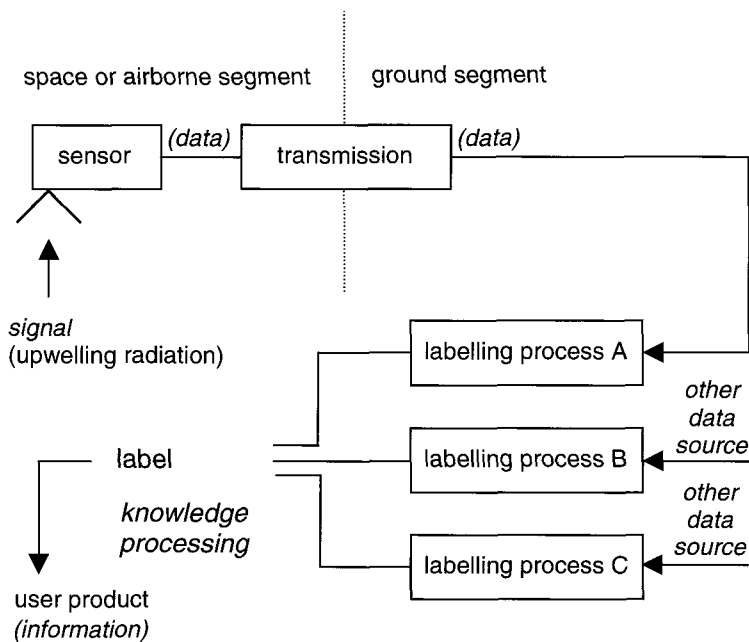 space or airborne segment
ground segment
sensor
(data)
transmission
(data)
signal
(upwelling radiation)
labelling process A
other
data
source
labelling process B
other
data
source
labelling process C
label
knowledge
processing
user product
(information)